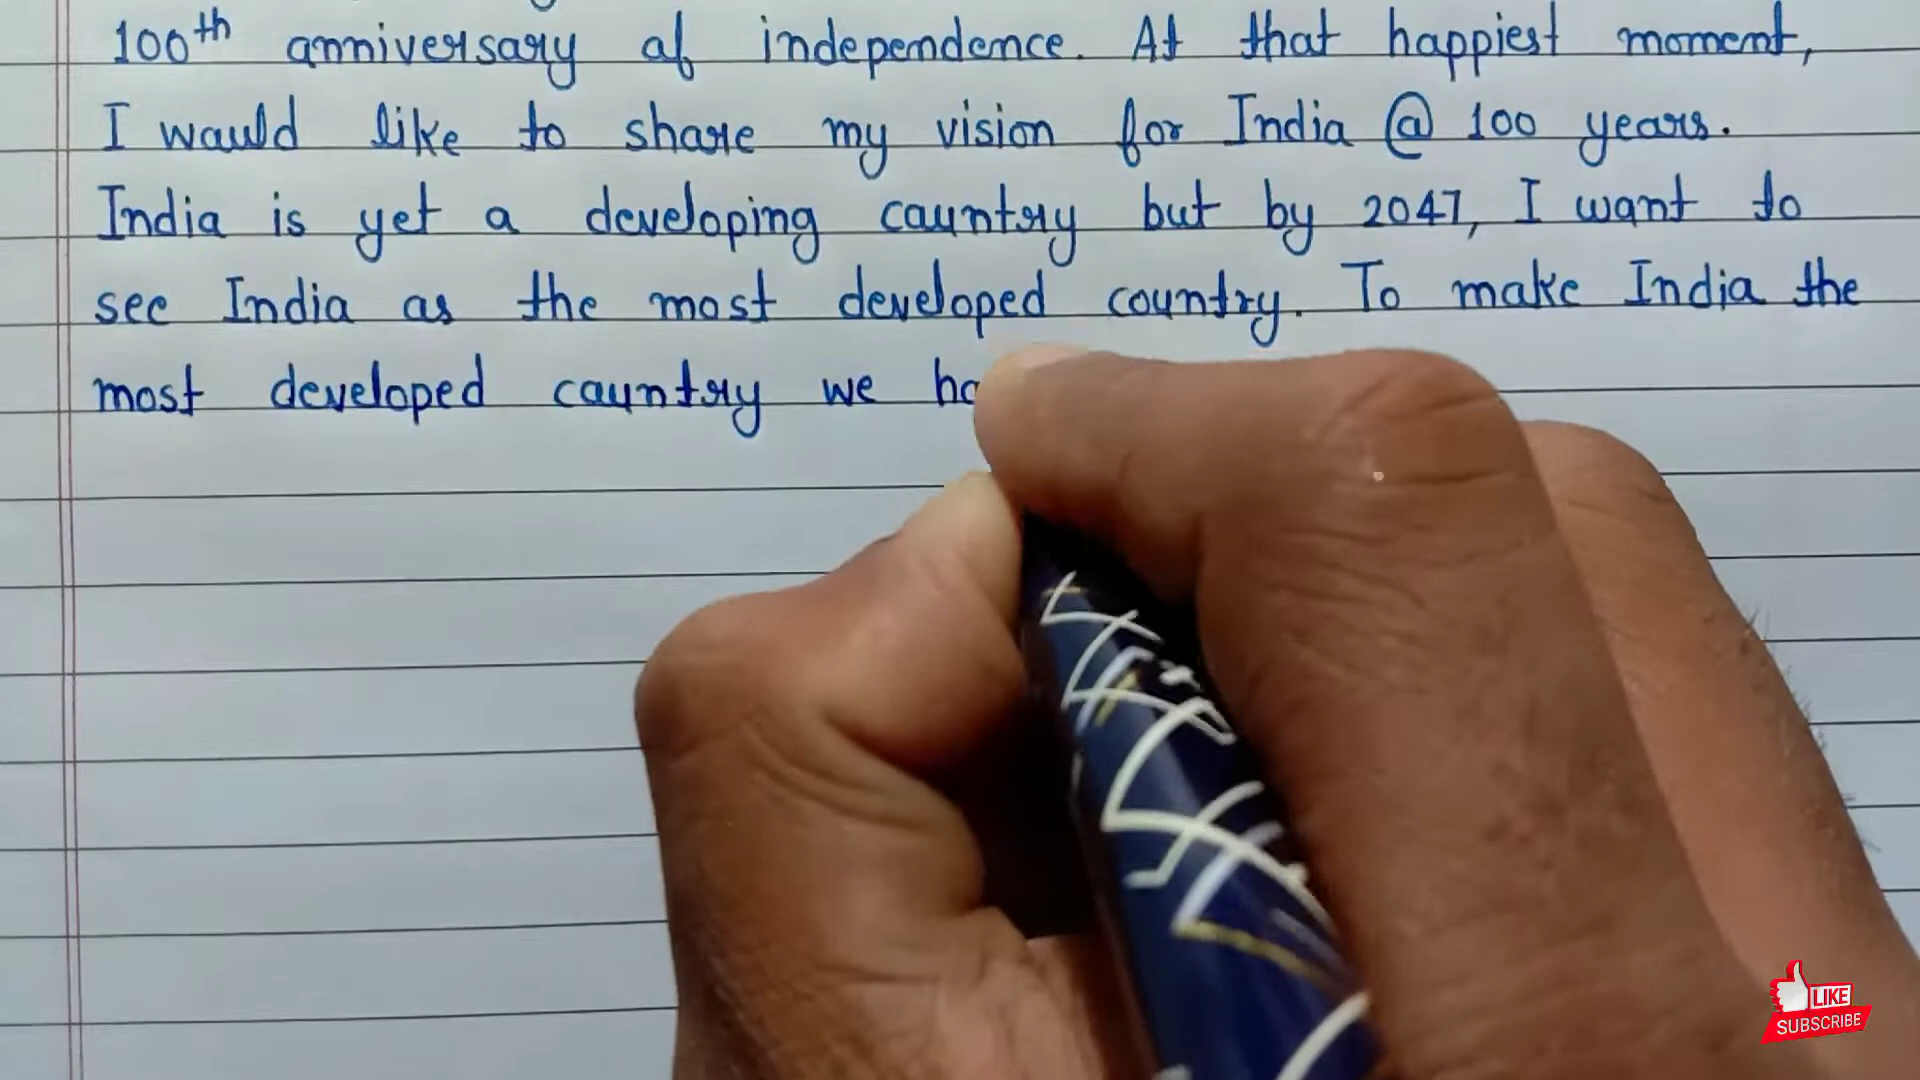 100th anniversary of independence. At that happiest moment,
I would like to share my vision for India @ 100 years.
India is yet a developing country but by 2047, I want to
see India as the most developed country. To make India the
most developed country we ha
LIKE
SUBSCRIBE